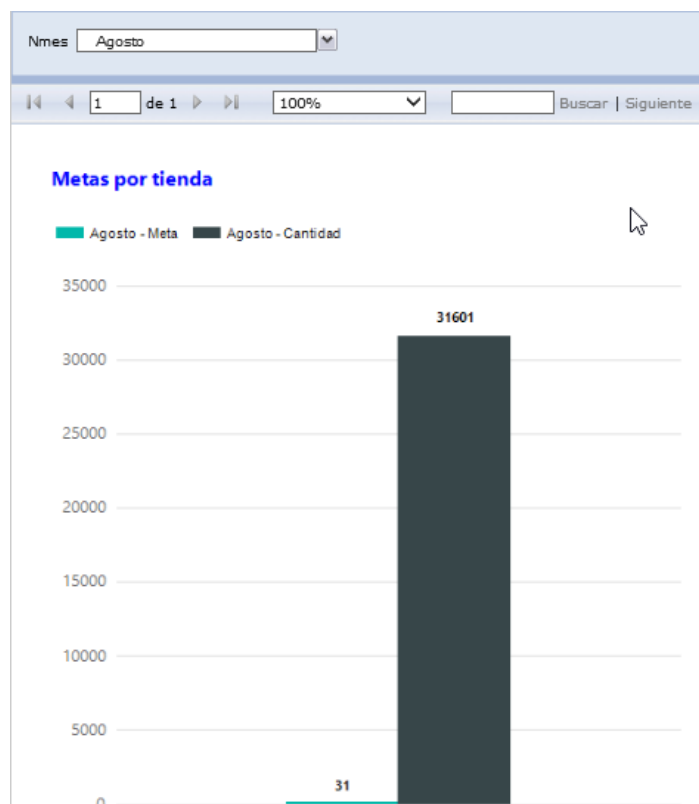 Nmes Agosto
1 de 1 100% Buscar | Siguiente
Metas por tienda
Agosto - Meta Agosto - Cantidad
35000
31601
30000
25000
20000
15000
10000
5000
31
0